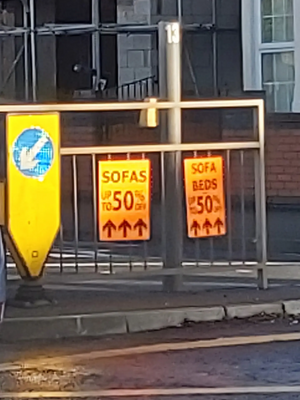 13
SOFAS
UP TO 50% OFF
SOFA
BEDS
UP TO 50% OFF